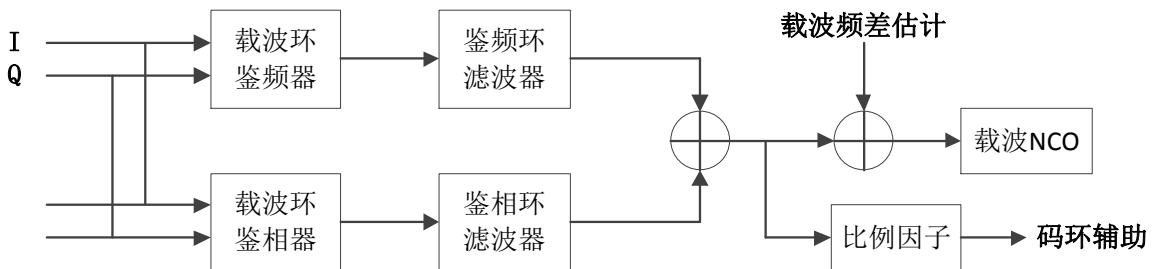 I
Q
载波环
鉴频器
鉴频环
滤波器
载波频差估计
载波NCO
载波环
鉴相器
鉴相环
滤波器
比例因子
码环辅助